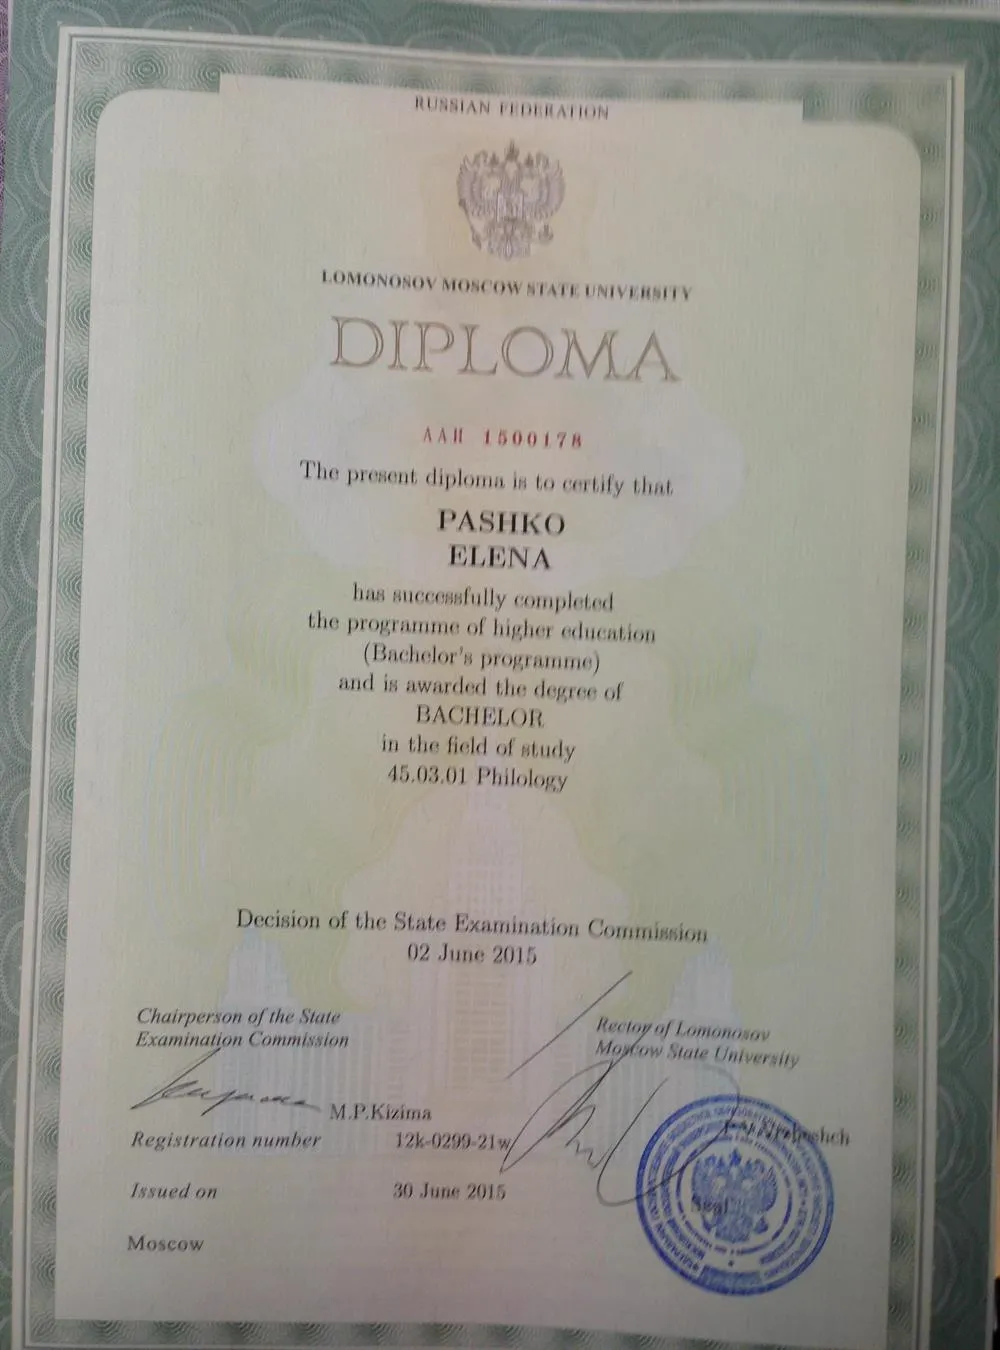 RUSSIAN FEDERATION
LOMONOSOV MOSCOW STATE UNIVERSITY
DIPLOMA
ААН 1500178
The present diploma is to certify that
PASHKO
ELENA
has successfully completed
the programme of higher education
(Bachelor's programme)
and is awarded the degree of
BACHELOR
in the field of study
45.03.01 Philology
Decision of the State Examination Commission
02 June 2015
Chairperson of the State
Examination Commission
M.P.Kizima
Rector of Lomonosov
Moscow State University
Registration number 12k-0299-21w
Issued on 30 June 2015
Seal
Moscow